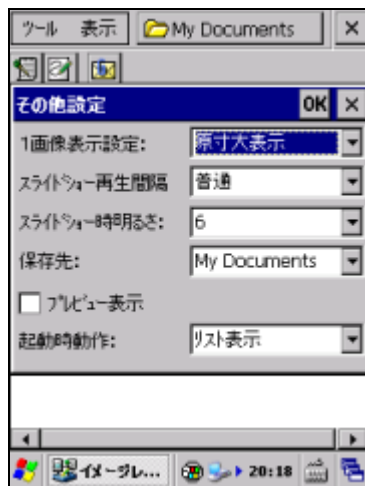 ツール 表示 My Documents
その他設定 OK
1画像表示設定: 原寸大表示
スライドショー再生間隔 普通
スライドショー時明るさ: 6
保存先: My Documents
プレビュー表示
起動時動作: リスト表示
イメージレ... 20:18